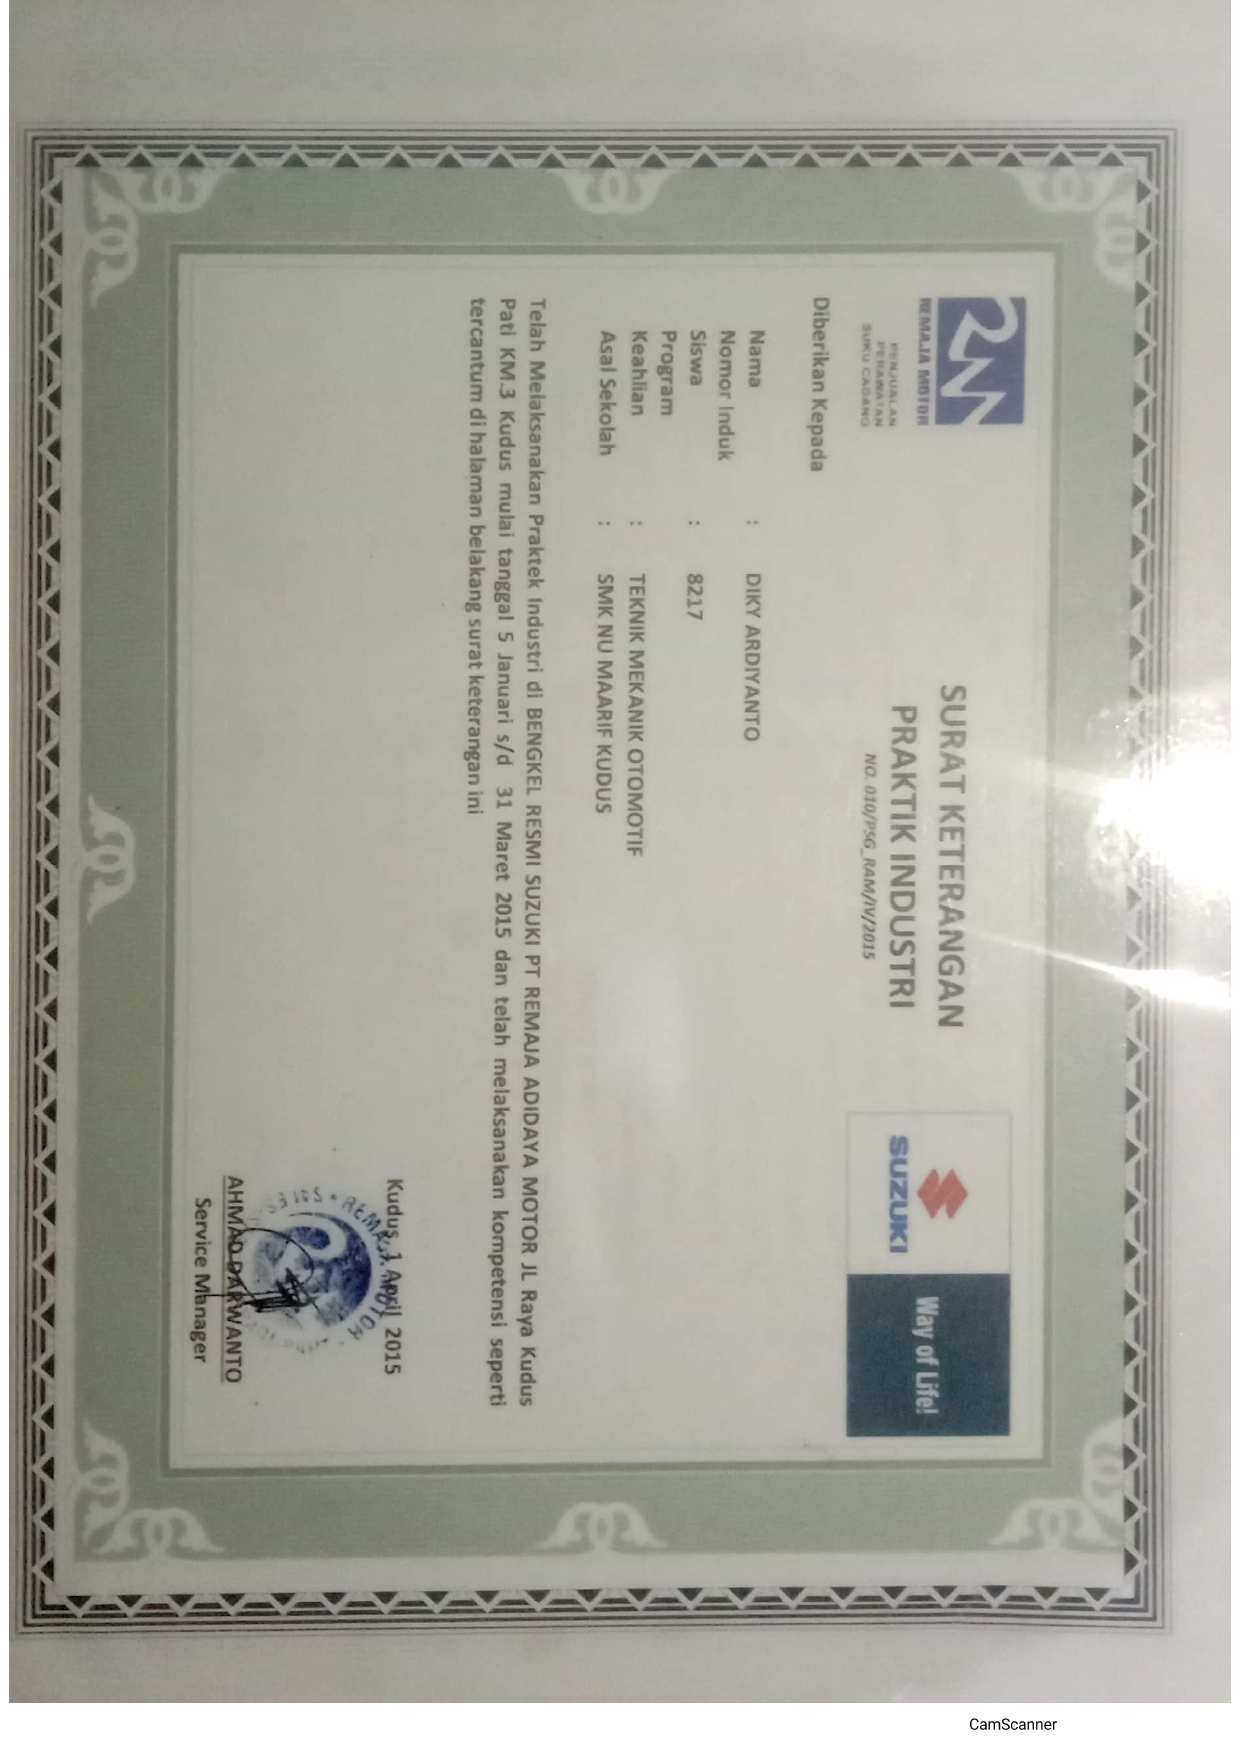 REMAJA MOTOR
PENJUALAN
PERAWATAN
SUKU CADANG
SURAT KETERANGAN
PRAKTIK INDUSTRI
NO. 010/PSG_RAM/IV/2015
SUZUKI
Way of Life!
Diberikan Kepada
Nama : DIKY ARDIYANTO
Nomor Induk
Siswa : 8217
Program
Keahlian : TEKNIK MEKANIK OTOMOTIF
Asal Sekolah : SMK NU MAARIF KUDUS
Telah Melaksanakan Praktek Industri di BENGKEL RESMI SUZUKI PT REMAJA ADIDAYA MOTOR JL Raya Kudus
Pati KM.3 Kudus mulai tanggal 5 Januari s/d 31 Maret 2015 dan telah melaksanakan kompetensi seperti
tercantum di halaman belakang surat keterangan ini
Kudus, 1 April 2015
REMAJA MOTOR
AHMAD DARWANTO
Service Manager
CamScanner